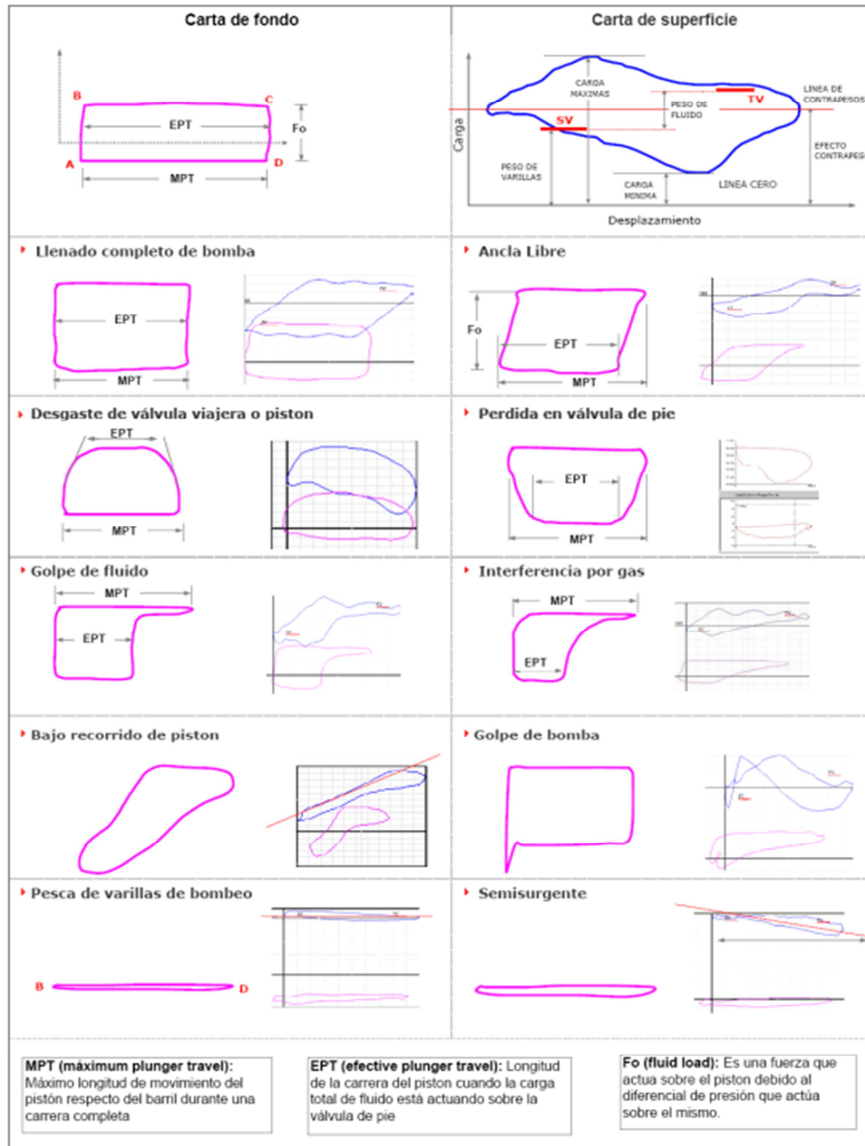 Carta de fondo
B
C
EPT
Fo
A
D
MPT
Carta de superficie
Carga
CARGA
MAXIMAS
PESO DE
FLUIDO
TV
LINEA DE
CONTRAPESOS
SV
PESO DE
VARILLAS
CARGA
MINIMA
LINEA CERO
EFECTO
CONTRAPESO
Desplazamiento
Llenado completo de bomba
EPT
MPT
Ancla Libre
Fo
EPT
MPT
Desgaste de válvula viajera o piston
EPT
MPT
Perdida en válvula de pie
EPT
MPT
Golpe de fluido
MPT
EPT
Interferencia por gas
MPT
EPT
Bajo recorrido de piston
Golpe de bomba
Pesca de varillas de bombeo
B
D
Semisurgente
MPT (máximum plunger travel):
Máximo longitud de movimiento del
pistón respecto del barril durante una
carrera completa
EPT (efective plunger travel): Longitud
de la carrera del piston cuando la carga
total de fluido está actuando sobre la
válvula de pie
Fo (fluid load): Es una fuerza que
actua sobre el piston debido al
diferencial de presión que actúa
sobre el mismo.